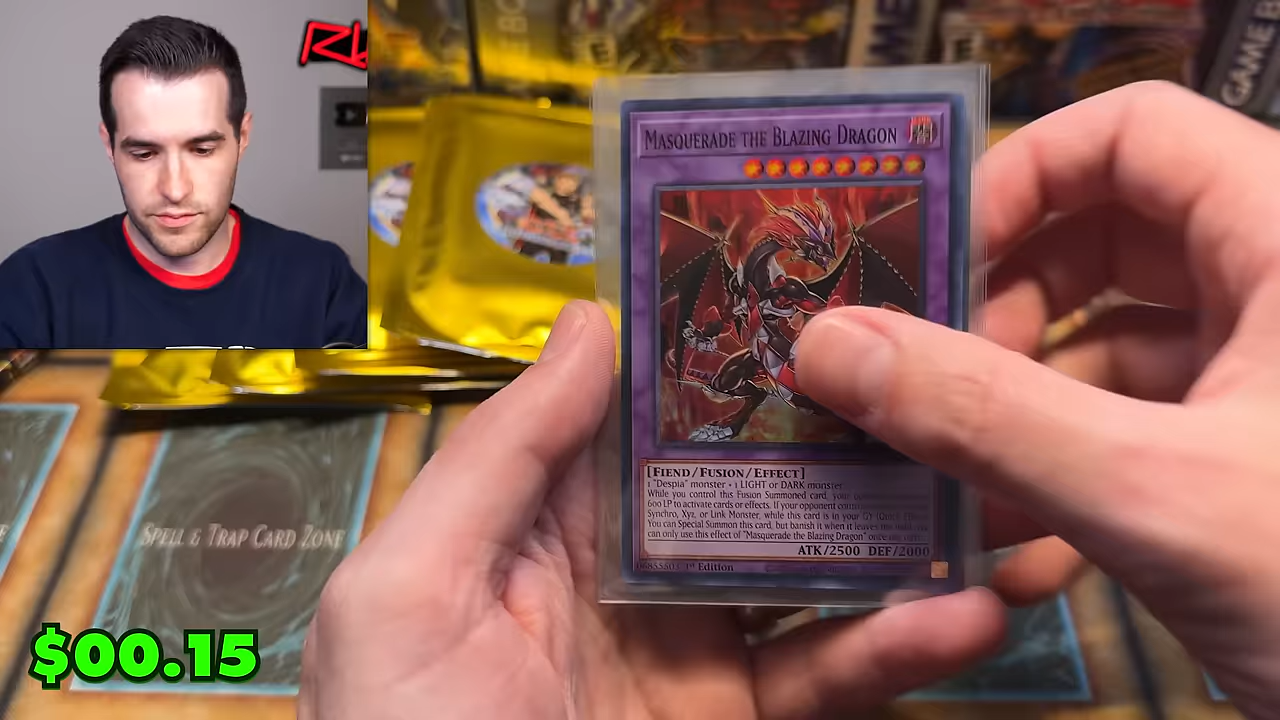 MASQUERADE THE BLAZING DRAGON
[FIEND/FUSION/EFFECT]
1 "Despia" monster + 1 LIGHT or DARK monster
While you control this Fusion Summoned card, your
600 LP to activate cards or effects. If your opponent
Synchro, Xyz, or Link Monster, while this card is in your GY (Quick
You can Special Summon this card, but banish it when it leaves the
can only use this effect of "Masquerade the Blazing Dragon" once
ATK/2500 DEF/2000
1st Edition
SPELL & TRAP CARD ZONE
GAME BO
$00.15